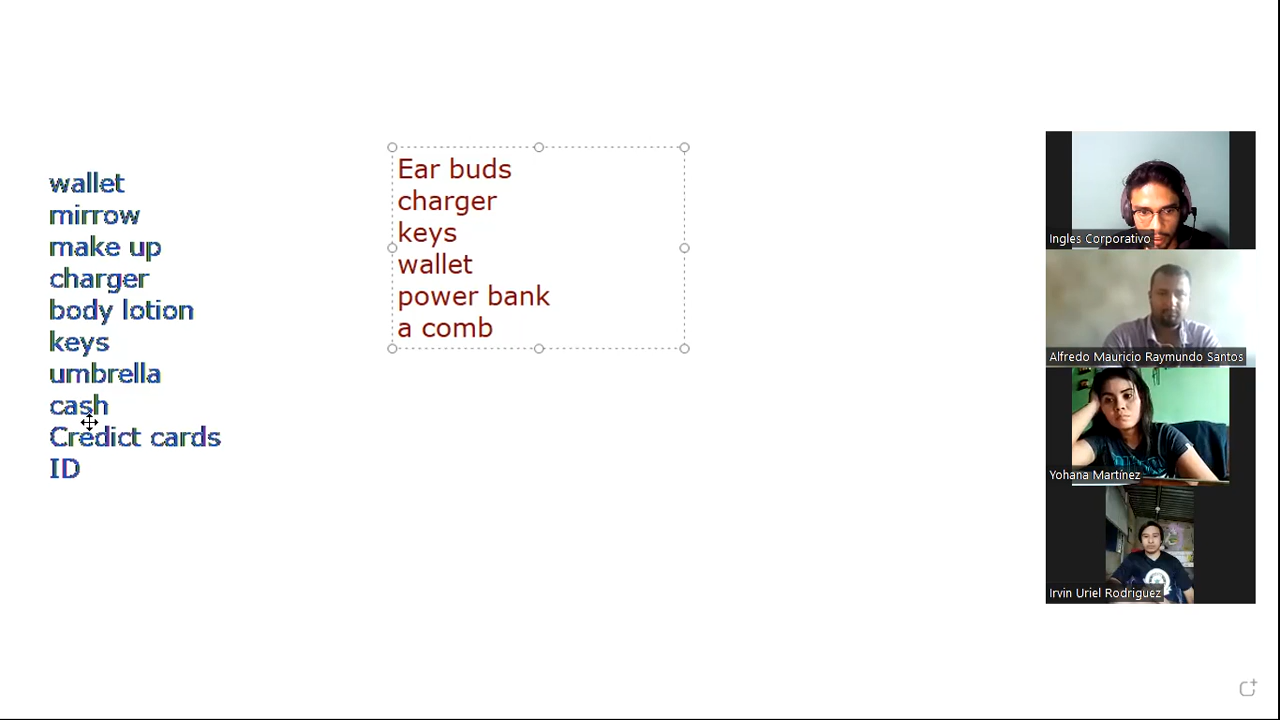 wallet
mirrow
make up
charger
body lotion
keys
umbrella
cash
Credict cards
ID
Ear buds
charger
keys
wallet
power bank
a comb
Ingles Corporativo
Alfredo Mauricio Raymundo Santos
Yohana Martínez
Irvin Uriel Rodriguez